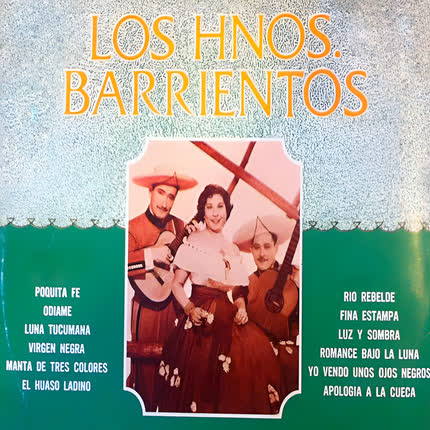 LOS HNOS.
BARRIENTOS
POQUITA FE
ODIAME
LUNA TUCUMANA
VIRGEN NEGRA
MANTA DE TRES COLORES
EL HUASO LADINO
RIO REBELDE
FINA ESTAMPA
LUZ Y SOMBRA
ROMANCE BAJO LA LUNA
YO VENDO UNOS OJOS NEGROS
APOLOGIA A LA CUECA